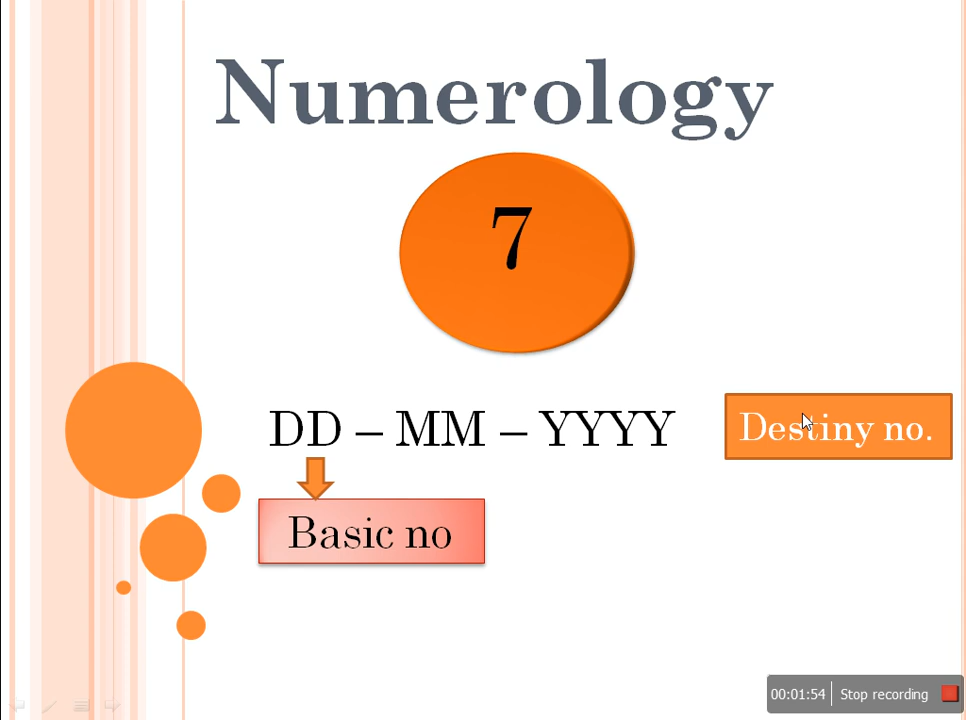 Numerology
7
DD – MM – YYYY
Destiny no.
Basic no
00:01:54 Stop recording